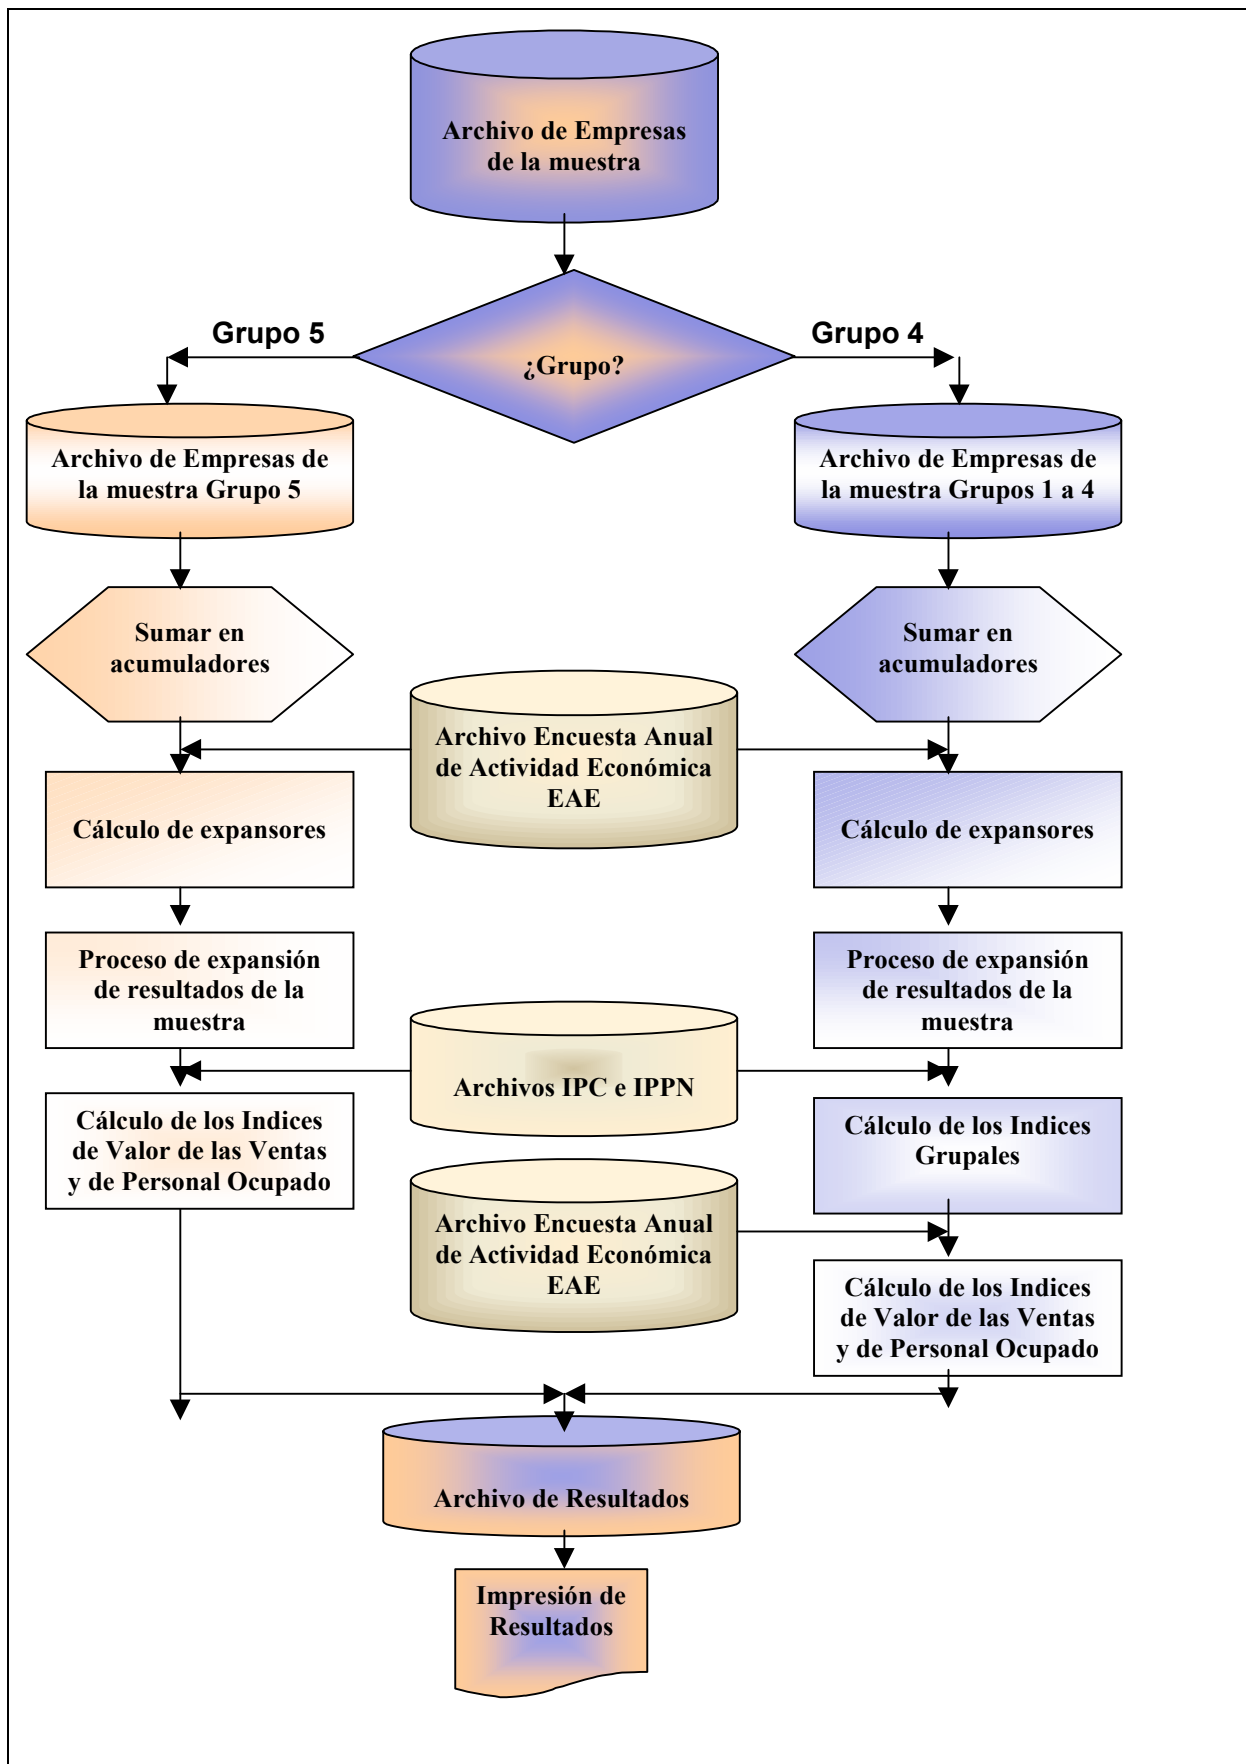 Archivo de Empresas
de la muestra
Grupo 5
Grupo 4
¿Grupo?
Archivo de Empresas de
la muestra Grupo 5
Archivo de Empresas de
la muestra Grupos 1 a 4
Sumar en
acumuladores
Sumar en
acumuladores
Archivo Encuesta Anual
de Actividad Económica
EAE
Cálculo de expansores
Cálculo de expansores
Proceso de expansión
de resultados de la
muestra
Proceso de expansión
de resultados de la
muestra
Archivos IPC e IPPN
Cálculo de los Indices
de Valor de las Ventas
y de Personal Ocupado
Cálculo de los Indices
Grupales
Archivo Encuesta Anual
de Actividad Económica
EAE
Cálculo de los Indices
de Valor de las Ventas
y de Personal Ocupado
Archivo de Resultados
Impresión de
Resultados